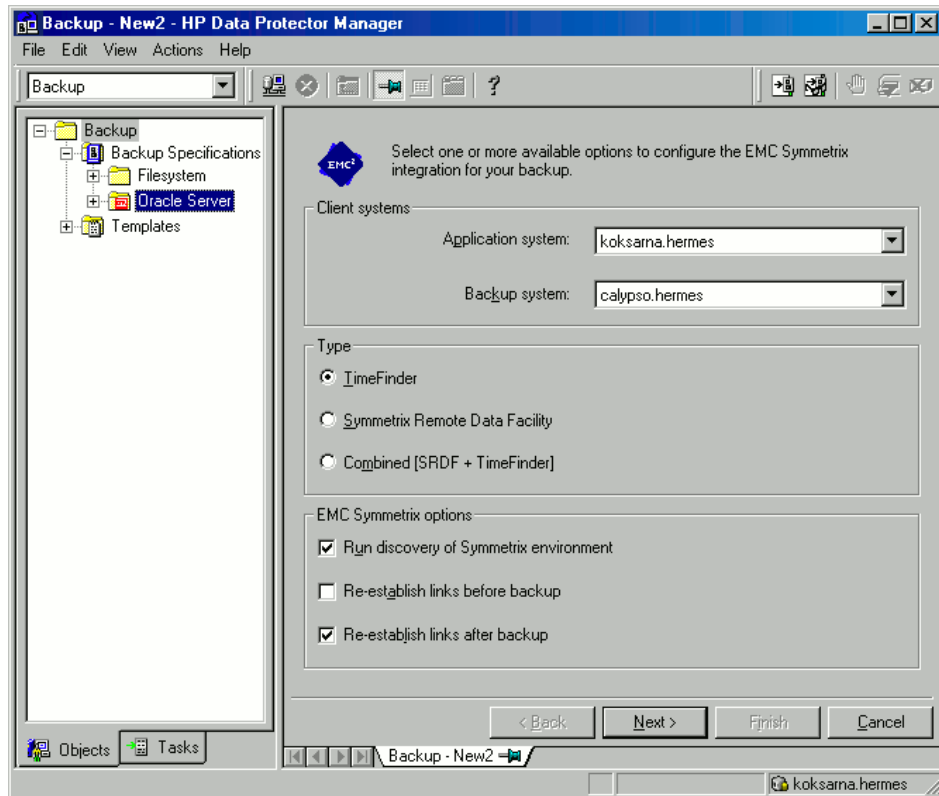 Backup - New2 - HP Data Protector Manager
File Edit View Actions Help
Backup
?
Backup
Backup Specifications
Filesystem
Oracle Server
Templates
EMC²
Select one or more available options to configure the EMC Symmetrix
integration for your backup.
Client systems
Application system: koksarna.hermes
Backup system: calypso.hermes
Type
TimeFinder
Symmetrix Remote Data Facility
Combined [SRDF + TimeFinder]
EMC Symmetrix options
Run discovery of Symmetrix environment
Re-establish links before backup
Re-establish links after backup
< Back Next > Finish Cancel
Objects Tasks
Backup - New2
koksarna.hermes